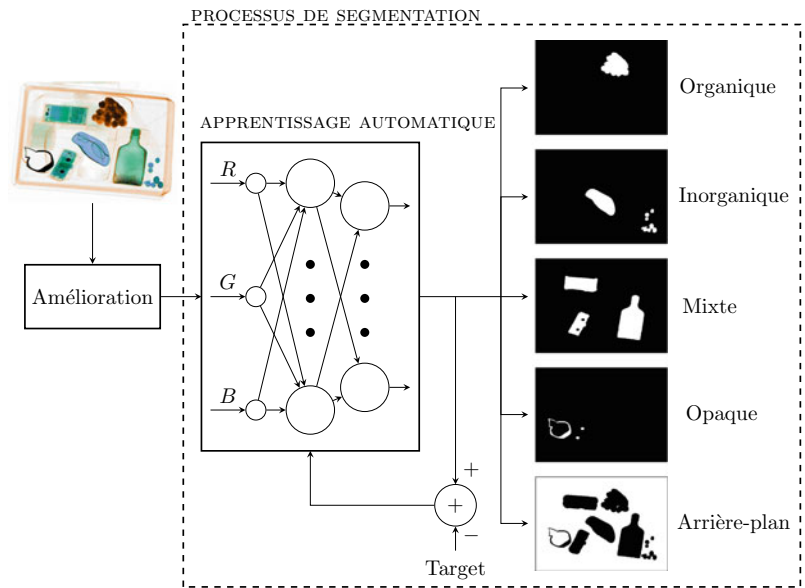 PROCESSUS DE SEGMENTATION
APPRENTISSAGE AUTOMATIQUE
Amélioration
R
G
B
+
+
−
Target
Organique
Inorganique
Mixte
Opaque
Arrière-plan